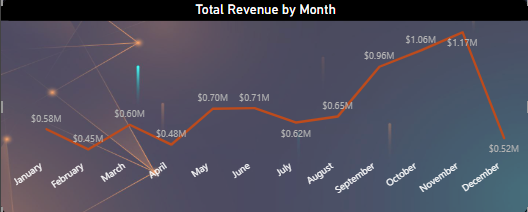 Total Revenue by Month
$0.58M
$0.45M
$0.60M
$0.48M
$0.70M
$0.71M
$0.62M
$0.65M
$0.96M
$1.06M
$1.17M
$0.52M
January
February
March
April
May
June
July
August
September
October
November
December